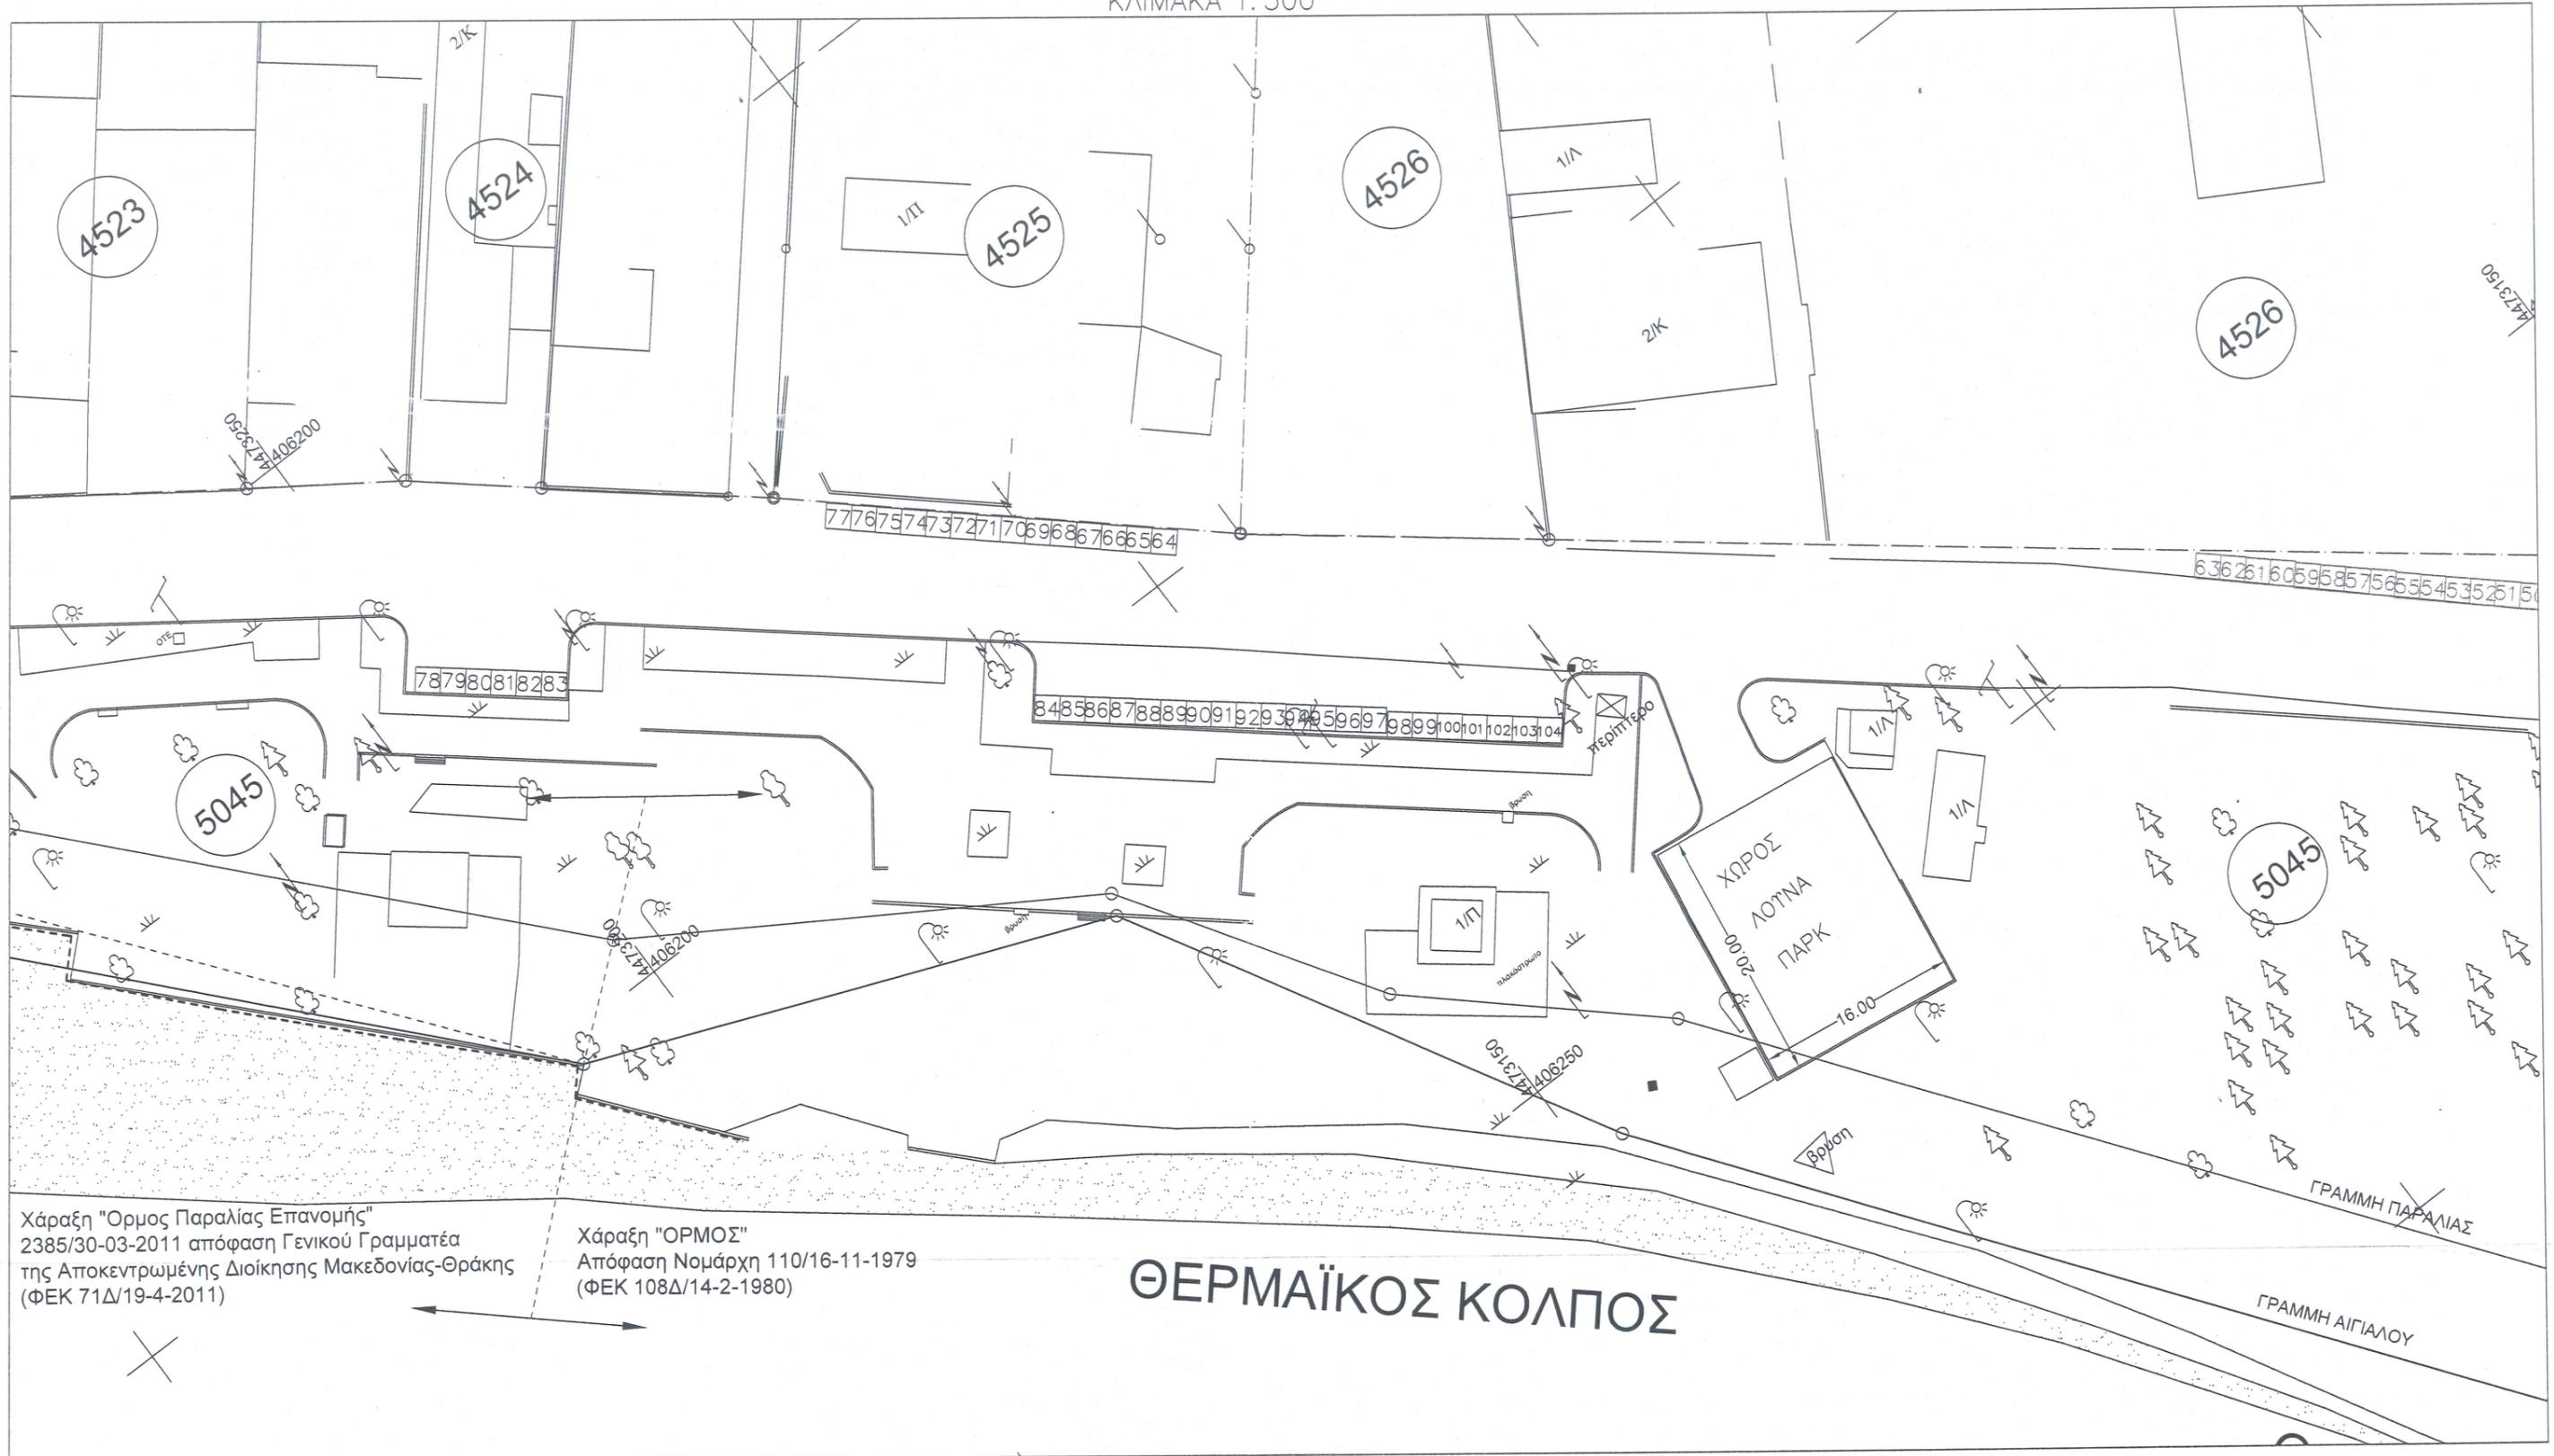 ΚΛΙΜΑΚΑ 1:500
2/Κ
4523
4524
4525
4526
4526
1/Π
1/Λ
2/Κ
4473150
4473250
406200
77 76 75 74 73 72 71 70 69 68 67 66 65 64
63 62 61 60 59 58 57 56 55 54 53 52 51 50
ΟΤΕ
78 79 80 81 82 83
84 85 86 87 88 89 90 91 92 93 94 95 96 97 98 99 100 101 102 103 104
περίπτερο
1/Λ
1/Λ
5045
5045
βρυση
βρυση
ΧΩΡΟΣ
ΛΟΥΝΑ
ΠΑΡΚ
20.00
16.00
1/Π
πλακόστρωτο
4473200
406200
4473150
406250
βρύση
ΓΡΑΜΜΗ ΠΑΡΑΛΙΑΣ
ΓΡΑΜΜΗ ΑΙΓΙΑΛΟΥ
Χάραξη "Ορμος Παραλίας Επανομής"
2385/30-03-2011 απόφαση Γενικού Γραμματέα
της Αποκεντρωμένης Διοίκησης Μακεδονίας-Θράκης
(ΦΕΚ 71Δ/19-4-2011)
Χάραξη "ΟΡΜΟΣ"
Απόφαση Νομάρχη 110/16-11-1979
(ΦΕΚ 108Δ/14-2-1980)
ΘΕΡΜΑΪΚΟΣ ΚΟΛΠΟΣ